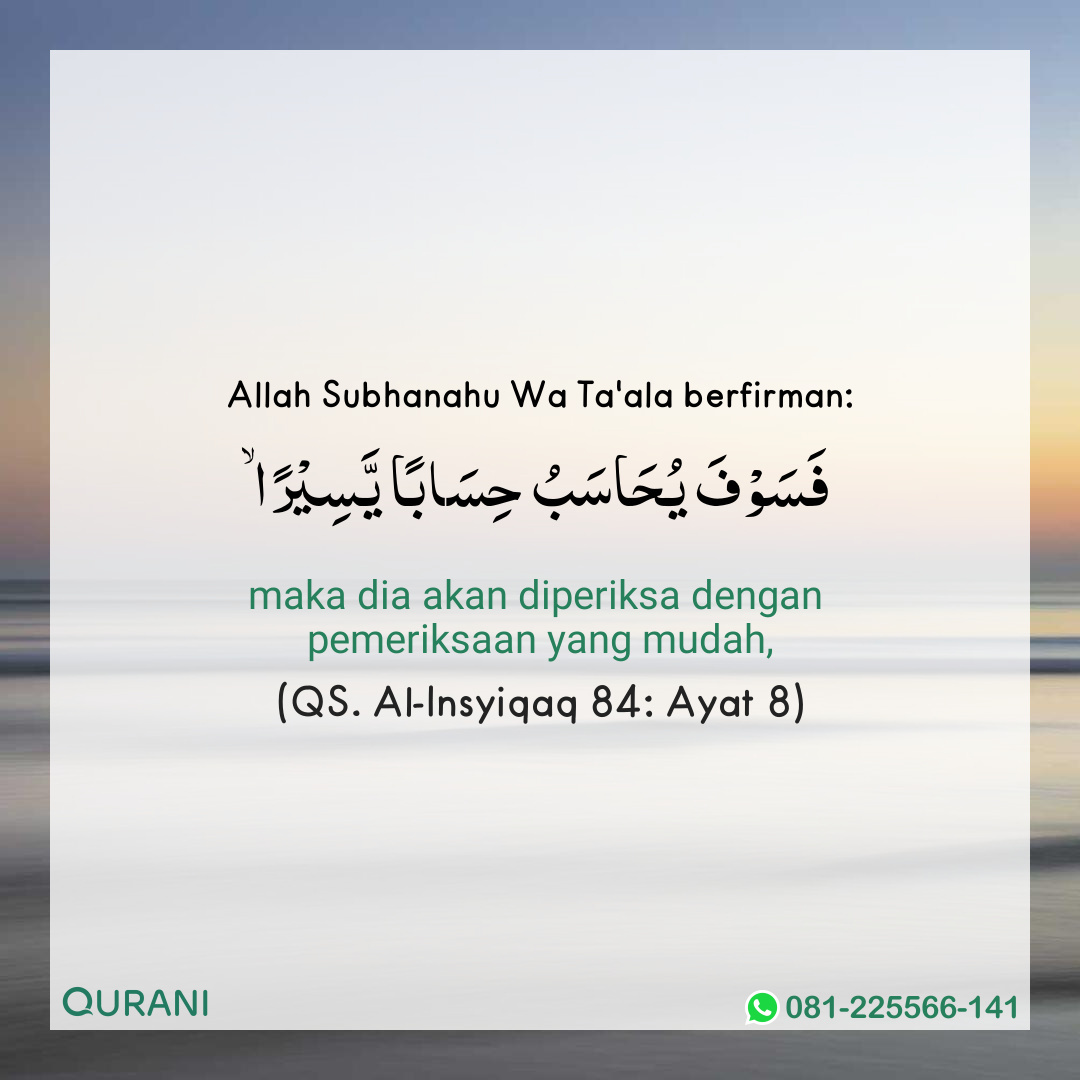 Allah Subhanahu Wa Ta'ala berfirman:
فَسَوْفَ يُحَاسَبُ حِسَابًا يَّسِيْرًاۙ
maka dia akan diperiksa dengan
pemeriksaan yang mudah,
(QS. Al-Insyiqaq 84: Ayat 8)
QURANI
081-225566-141